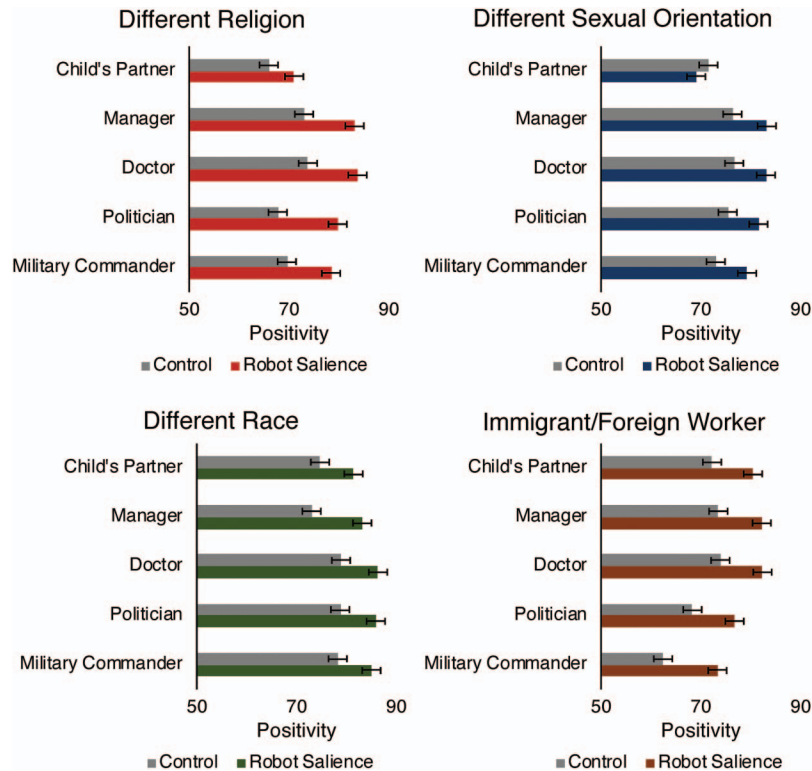 Different Religion
Child's Partner
Manager
Doctor
Politician
Military Commander
50 70 90
Positivity
Control Robot Salience
Different Sexual Orientation
Child's Partner
Manager
Doctor
Politician
Military Commander
50 70 90
Positivity
Control Robot Salience
Different Race
Child's Partner
Manager
Doctor
Politician
Military Commander
50 70 90
Positivity
Control Robot Salience
Immigrant/Foreign Worker
Child's Partner
Manager
Doctor
Politician
Military Commander
50 70 90
Positivity
Control Robot Salience